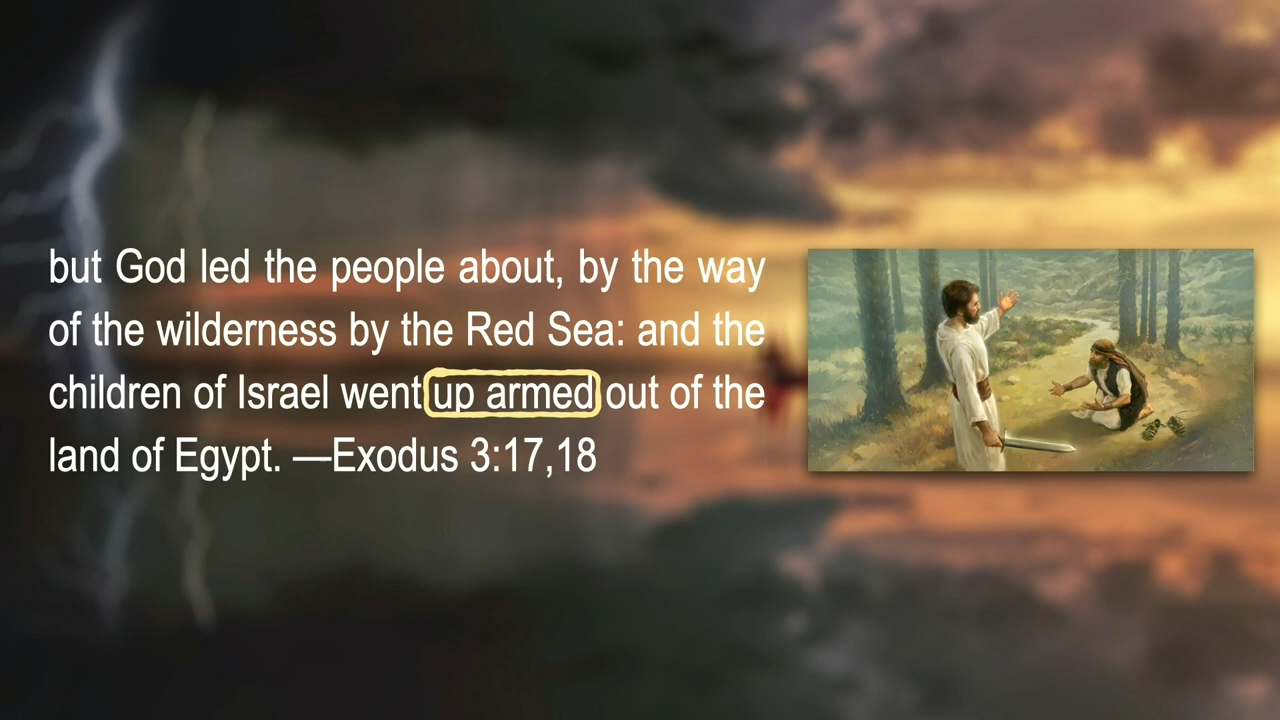 but God led the people about, by the way
of the wilderness by the Red Sea: and the
children of Israel went up armed out of the
land of Egypt. —Exodus 3:17,18